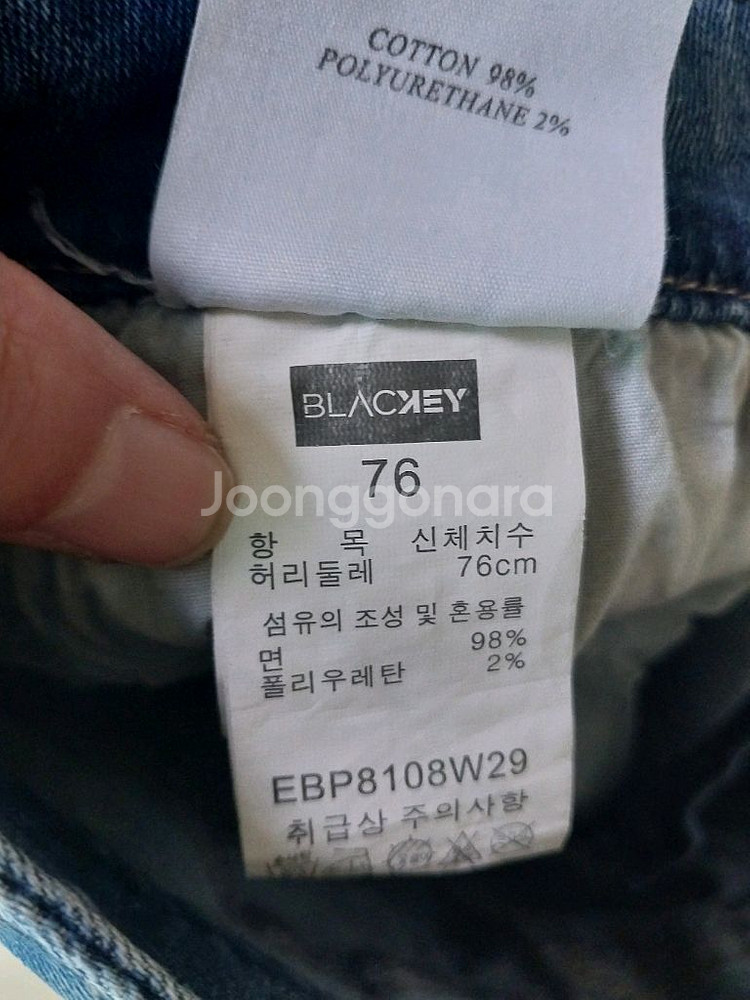 COTTON 98%
POLYURETHANE 2%
BLACKEY
76
Joonggonara
항 목 신체치수
허리둘레 76cm
섬유의 조성 및 혼용률
면 98%
폴리우레탄 2%
EBP8108W29
취급상 주의사항